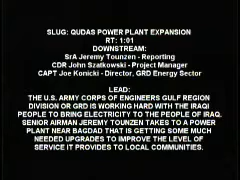 SLUG: QUDAS POWER PLANT EXPANSION
RT: 1:01
DOWNSTREAM:
SrA Jeremy Tounzen - Reporting
CDR John Szatkowski - Project Manager
CAPT Joe Konicki - Director, GRD Energy Sector
LEAD:
THE U.S. ARMY CORPS OF ENGINEERS GULF REGION
DIVISION OR GRD IS WORKING HARD WITH THE IRAQI
PEOPLE TO BRING ELECTRICITY TO THE PEOPLE OF IRAQ.
SENIOR AIRMAN JEREMY TOUNZEN TAKES TO A POWER
PLANT NEAR BAGDAD THAT IS GETTING SOME MUCH
NEEDED UPGRADES TO IMPROVE THE LEVEL OF
SERVICE IT PROVIDES TO LOCAL COMMUNITIES.